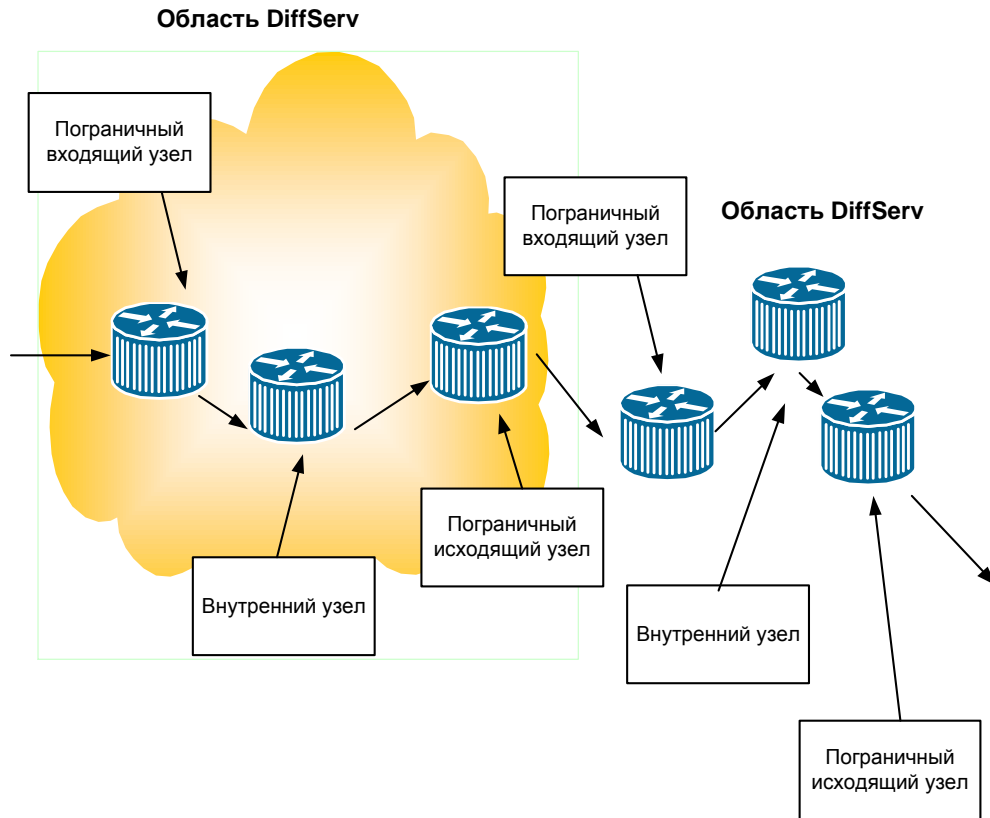 Область DiffServ
Пограничный
входящий узел
Пограничный
входящий узел
Область DiffServ
Пограничный
исходящий узел
Внутренний узел
Внутренний узел
Пограничный
исходящий узел